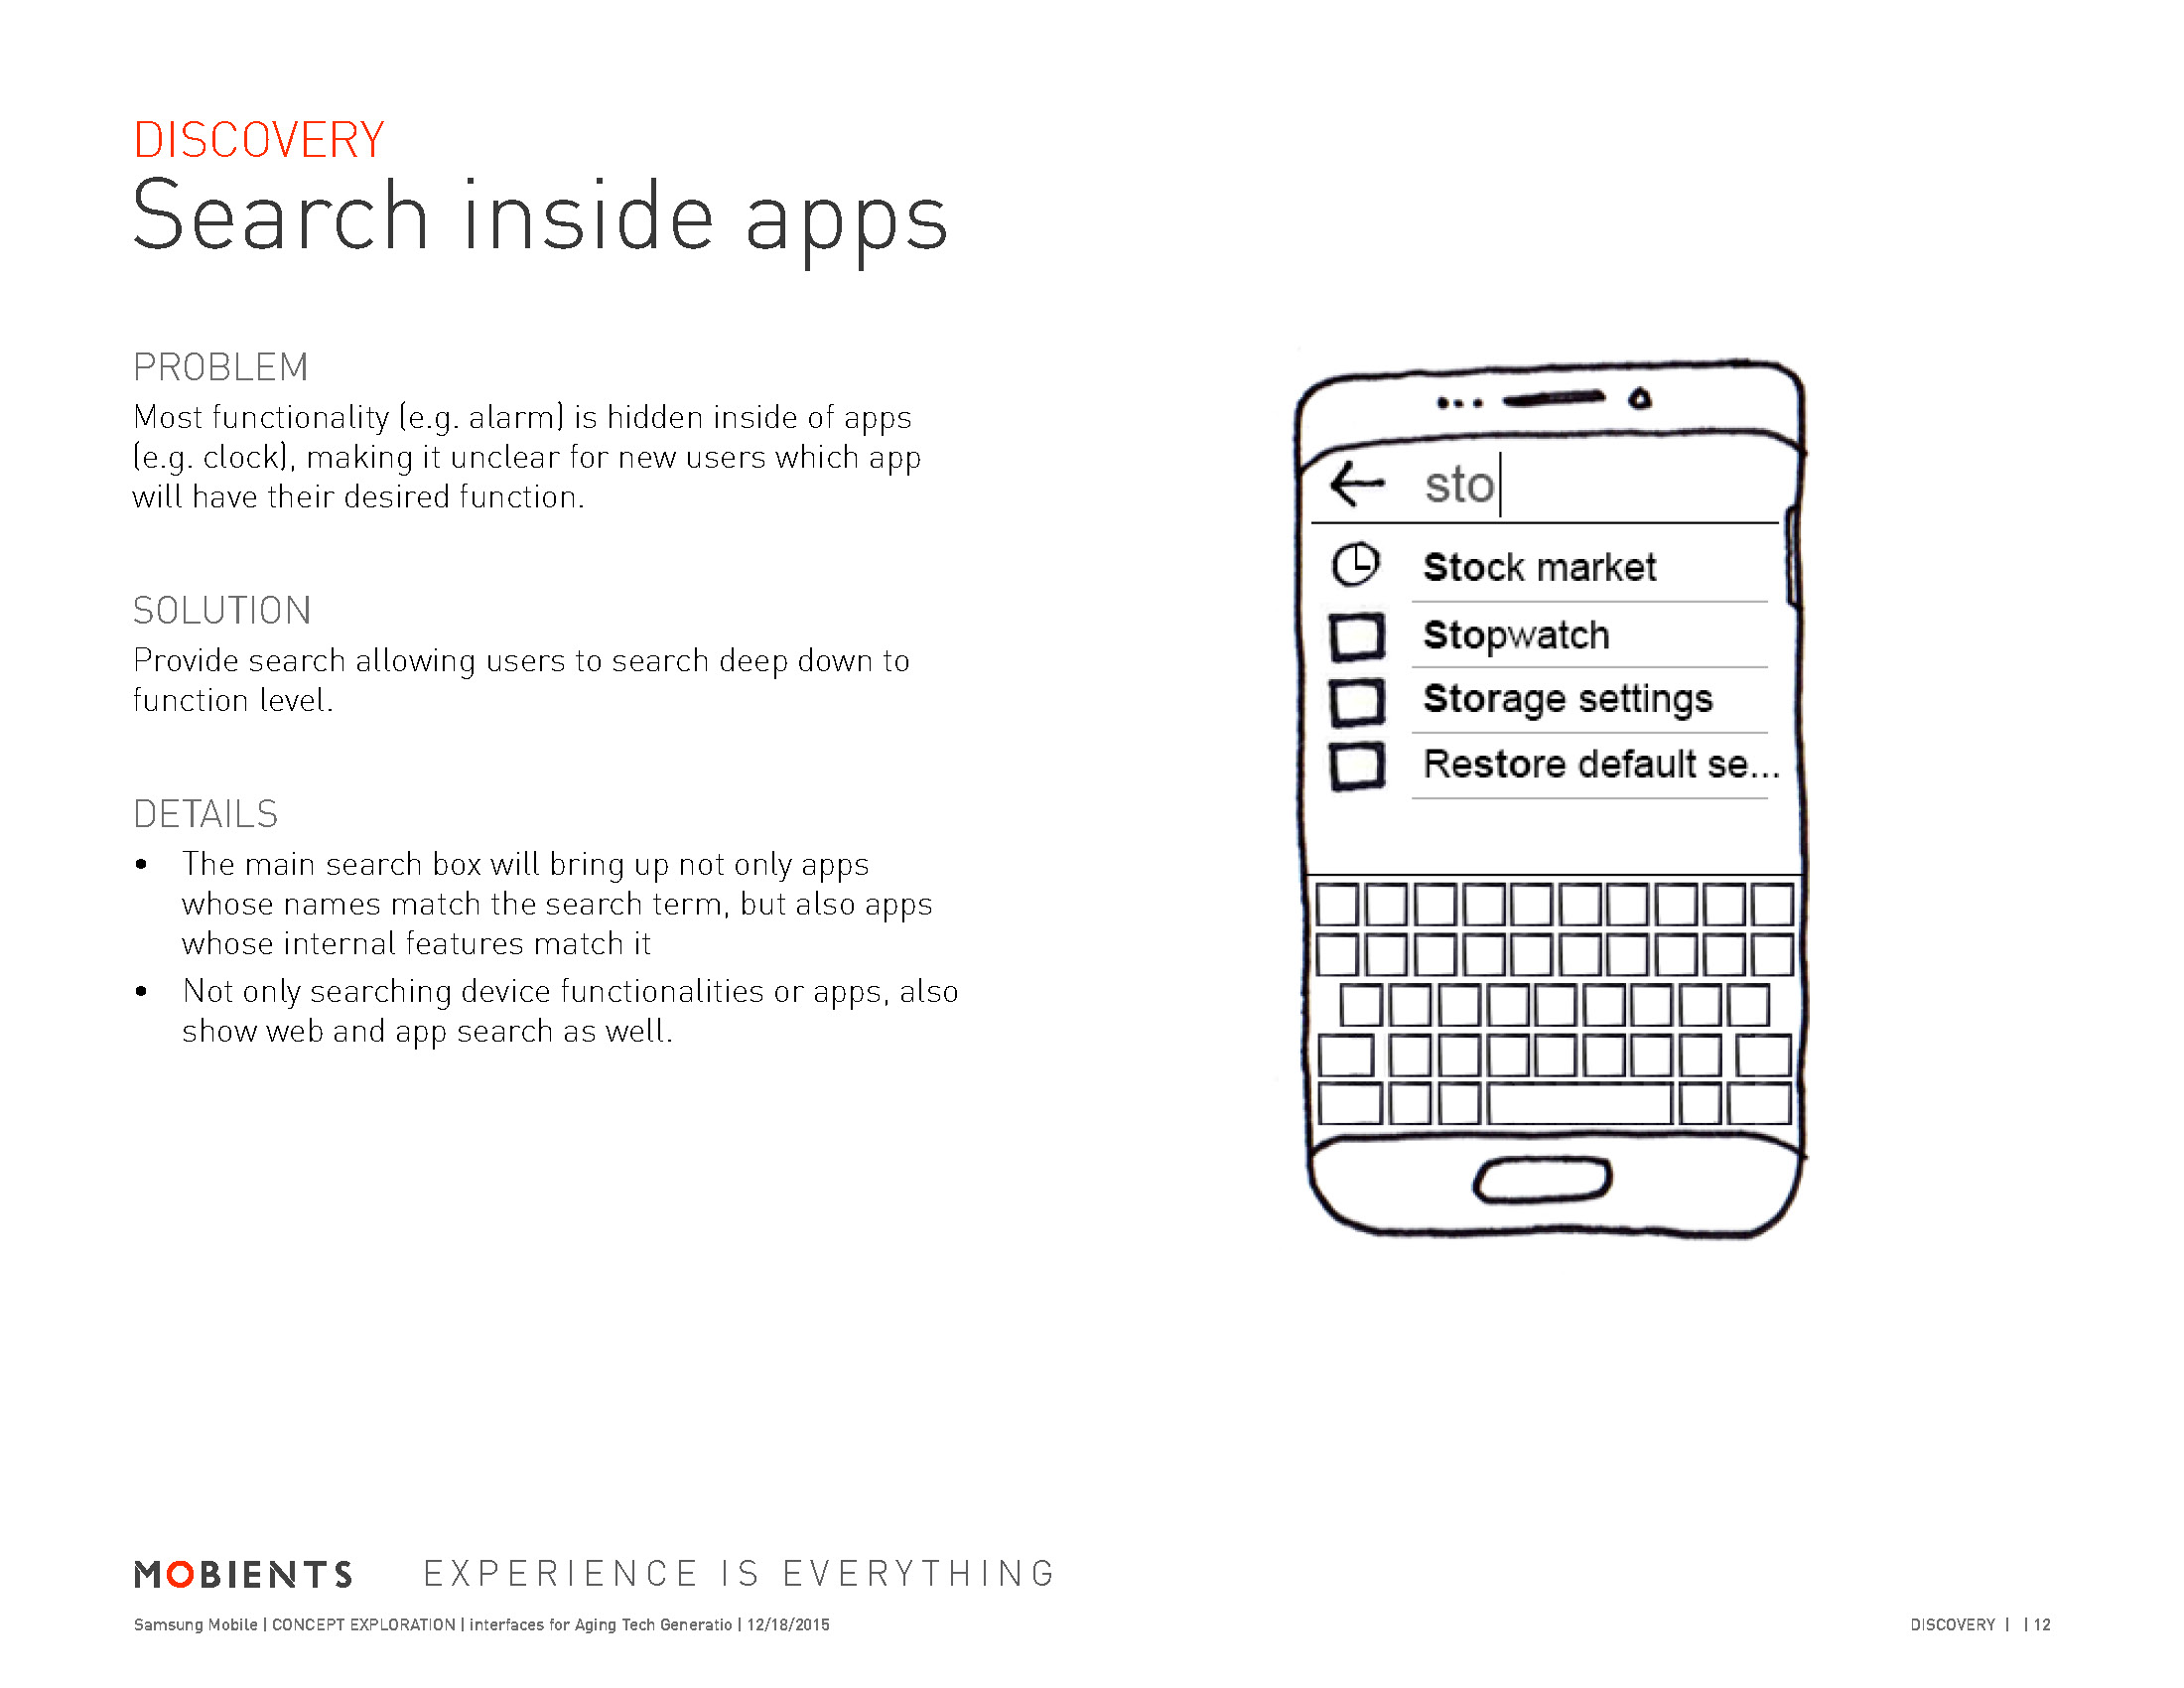 DISCOVERY
Search inside apps
PROBLEM
Most functionality (e.g. alarm) is hidden inside of apps
(e.g. clock), making it unclear for new users which app
will have their desired function.
SOLUTION
Provide search allowing users to search deep down to
function level.
DETAILS
• The main search box will bring up not only apps
whose names match the search term, but also apps
whose internal features match it
• Not only searching device functionalities or apps, also
show web and app search as well.
sto
Stock market
Stopwatch
Storage settings
Restore default se...
MOBIENTS EXPERIENCE IS EVERYTHING
Samsung Mobile | CONCEPT EXPLORATION | interfaces for Aging Tech Generatio | 12/18/2015
DISCOVERY | | 12